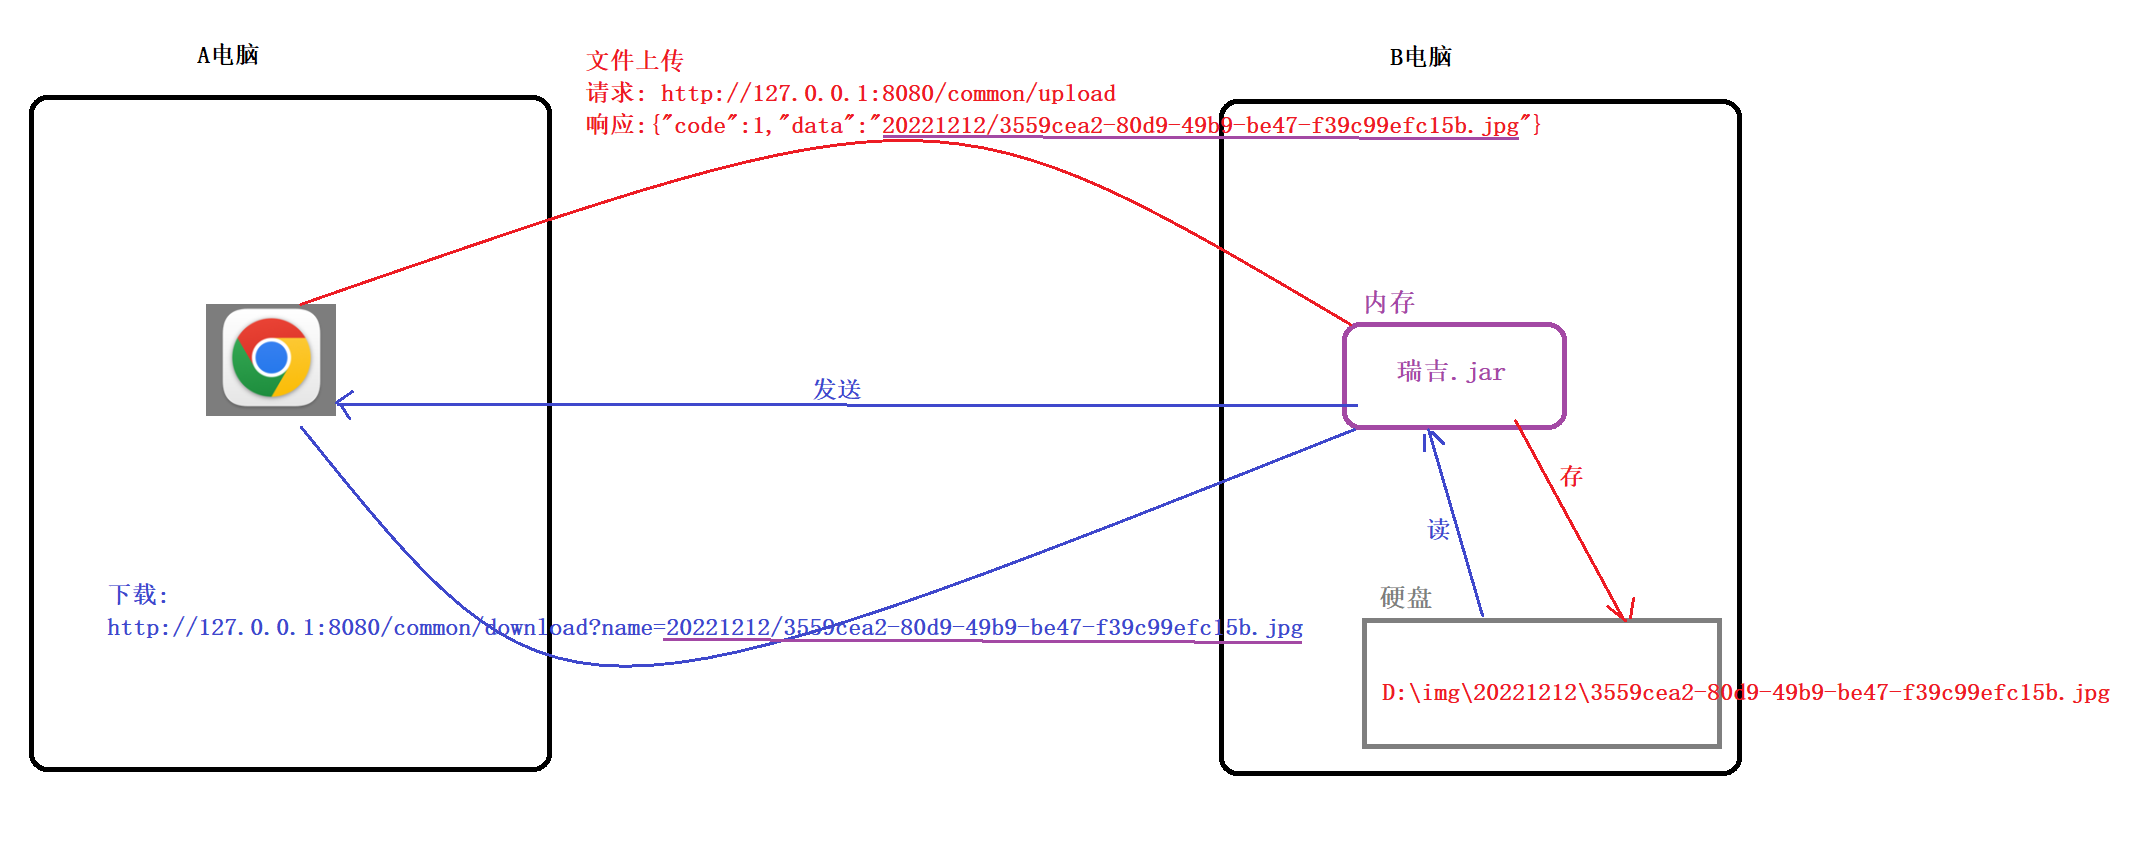 A电脑
文件上传
请求: http://127.0.0.1:8080/common/upload
响应:{"code":1,"data":"20221212/3559cea2-80d9-49b9-be47-f39c99efc15b.jpg"}
B电脑
内存
瑞吉.jar
发送
存
读
下载:
http://127.0.0.1:8080/common/download?name=20221212/3559cea2-80d9-49b9-be47-f39c99efc15b.jpg
硬盘
D:\img\20221212\3559cea2-80d9-49b9-be47-f39c99efc15b.jpg